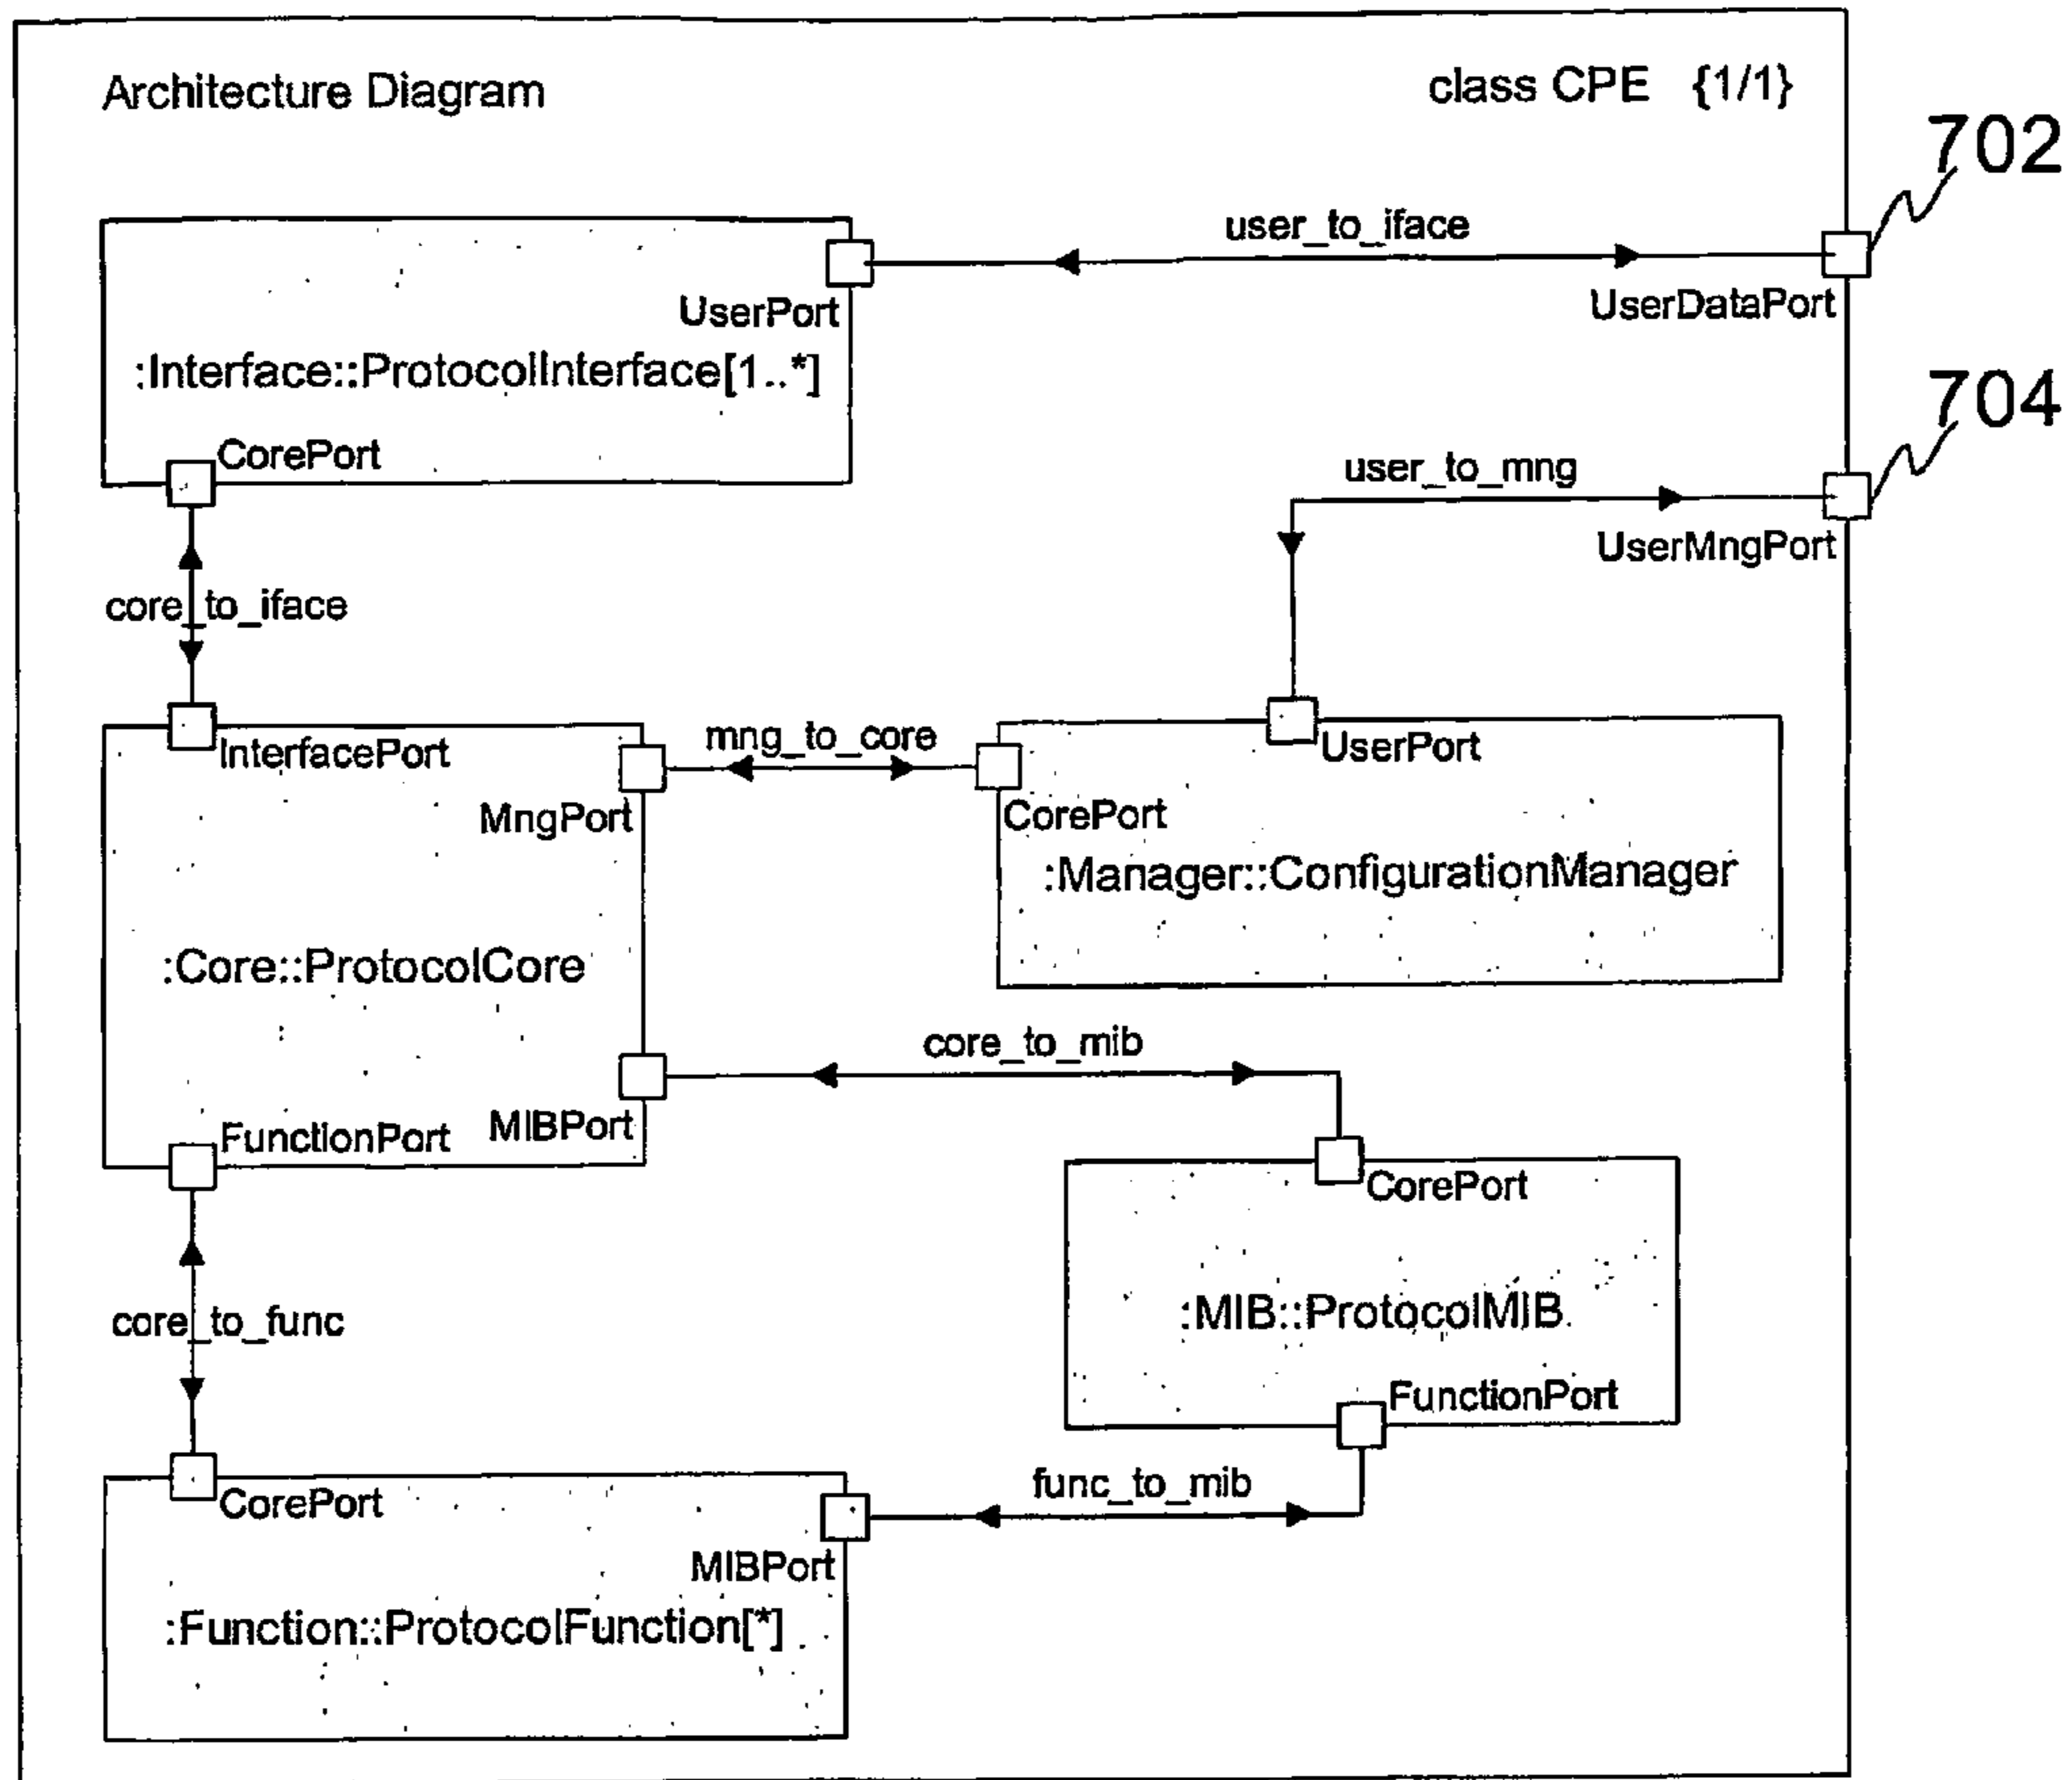 Architecture Diagram
class CPE {1/1}
702
user_to_iface
UserDataPort
UserPort
:Interface::ProtocolInterface[1..*]
704
CorePort
user_to_mng
UserMngPort
core_to_iface
InterfacePort
mng_to_core
UserPort
MngPort
CorePort
:Manager::ConfigurationManager
:Core::ProtocolCore
core_to_mib
FunctionPort
MIBPort
CorePort
core_to_func
:MIB::ProtocolMIB
FunctionPort
CorePort
func_to_mib
MIBPort
:Function::ProtocolFunction[*]